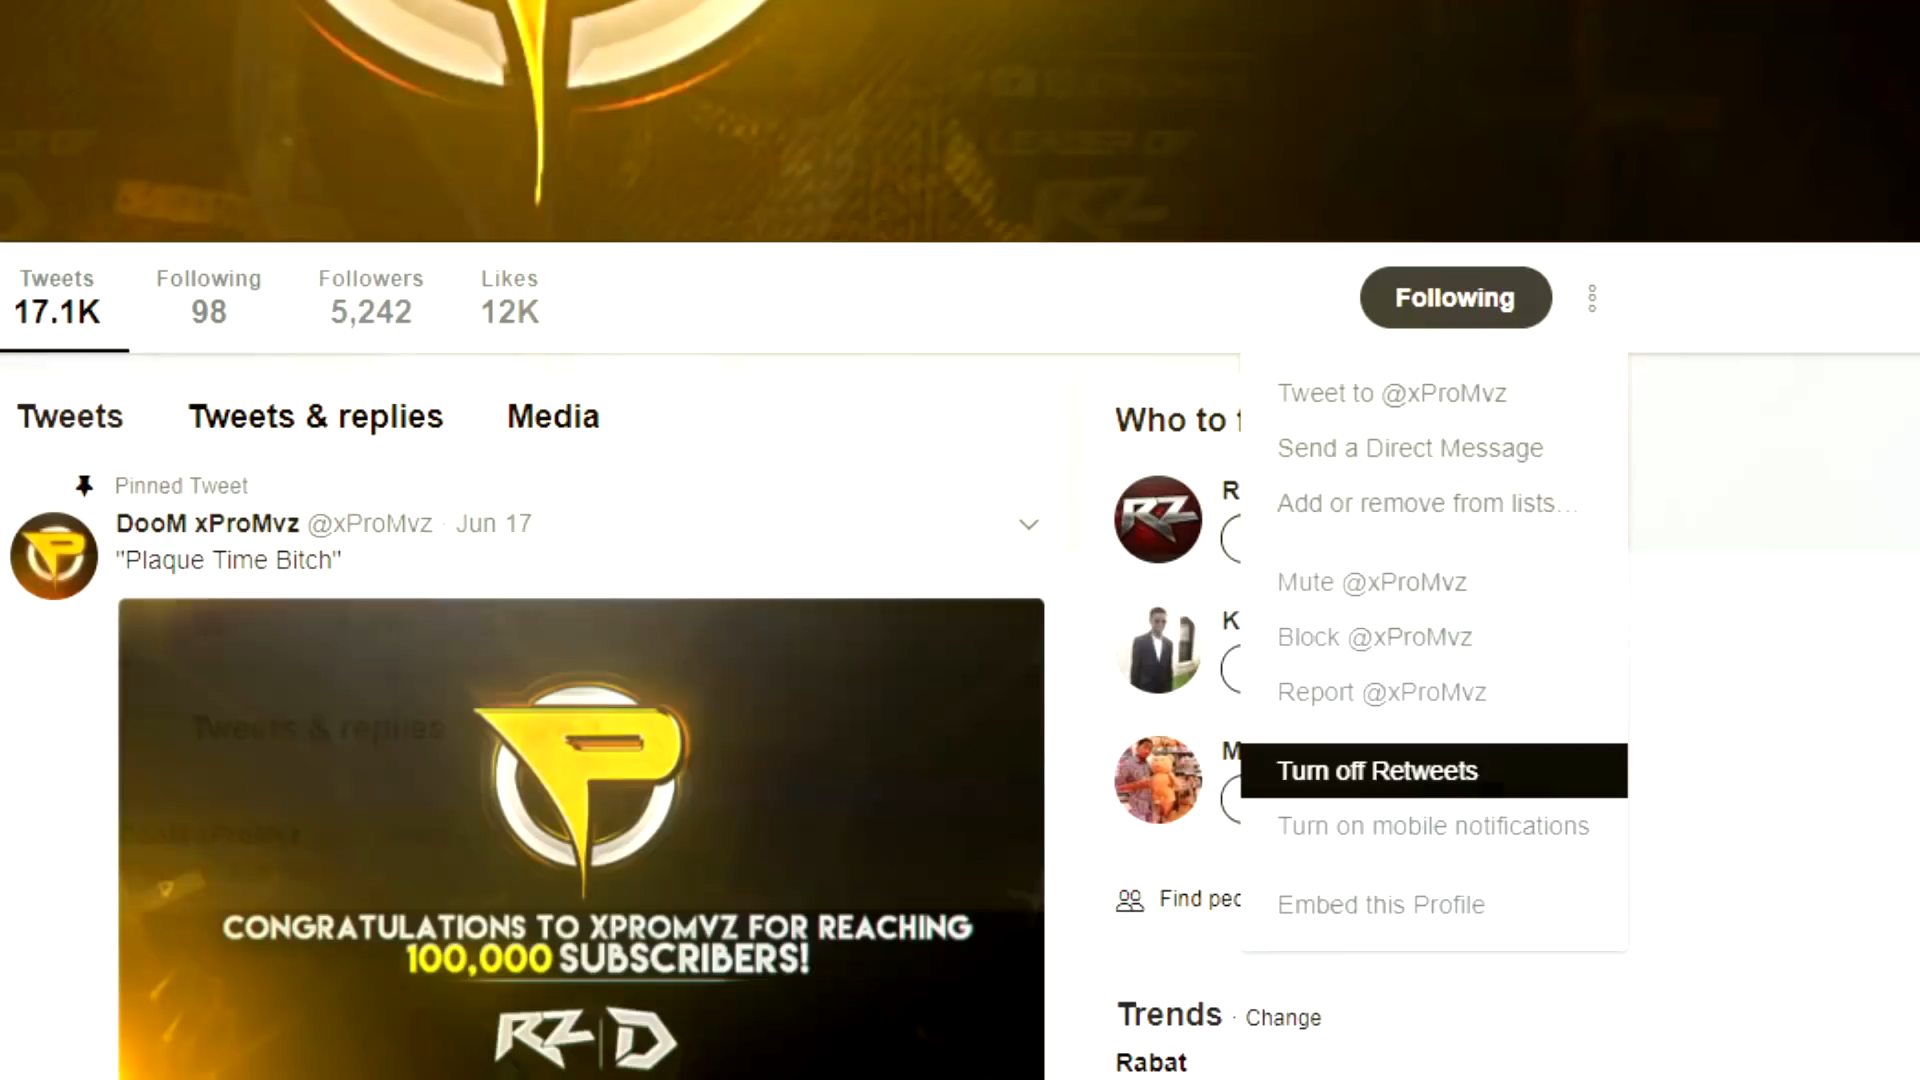 Tweets
17.1K
Following
98
Followers
5,242
Likes
12K
Following
Tweets
Tweets & replies
Media
Pinned Tweet
DooM xProMvz @xProMvz · Jun 17
"Plaque Time Bitch"
CONGRATULATIONS TO XPROMVZ FOR REACHING
100,000 SUBSCRIBERS!
RZ D
Who to
R
K
M
Find
Trends · Change
Rabat
Tweet to @xProMvz
Send a Direct Message
Add or remove from lists...
Mute @xProMvz
Block @xProMvz
Report @xProMvz
Turn off Retweets
Turn on mobile notifications
Embed this Profile